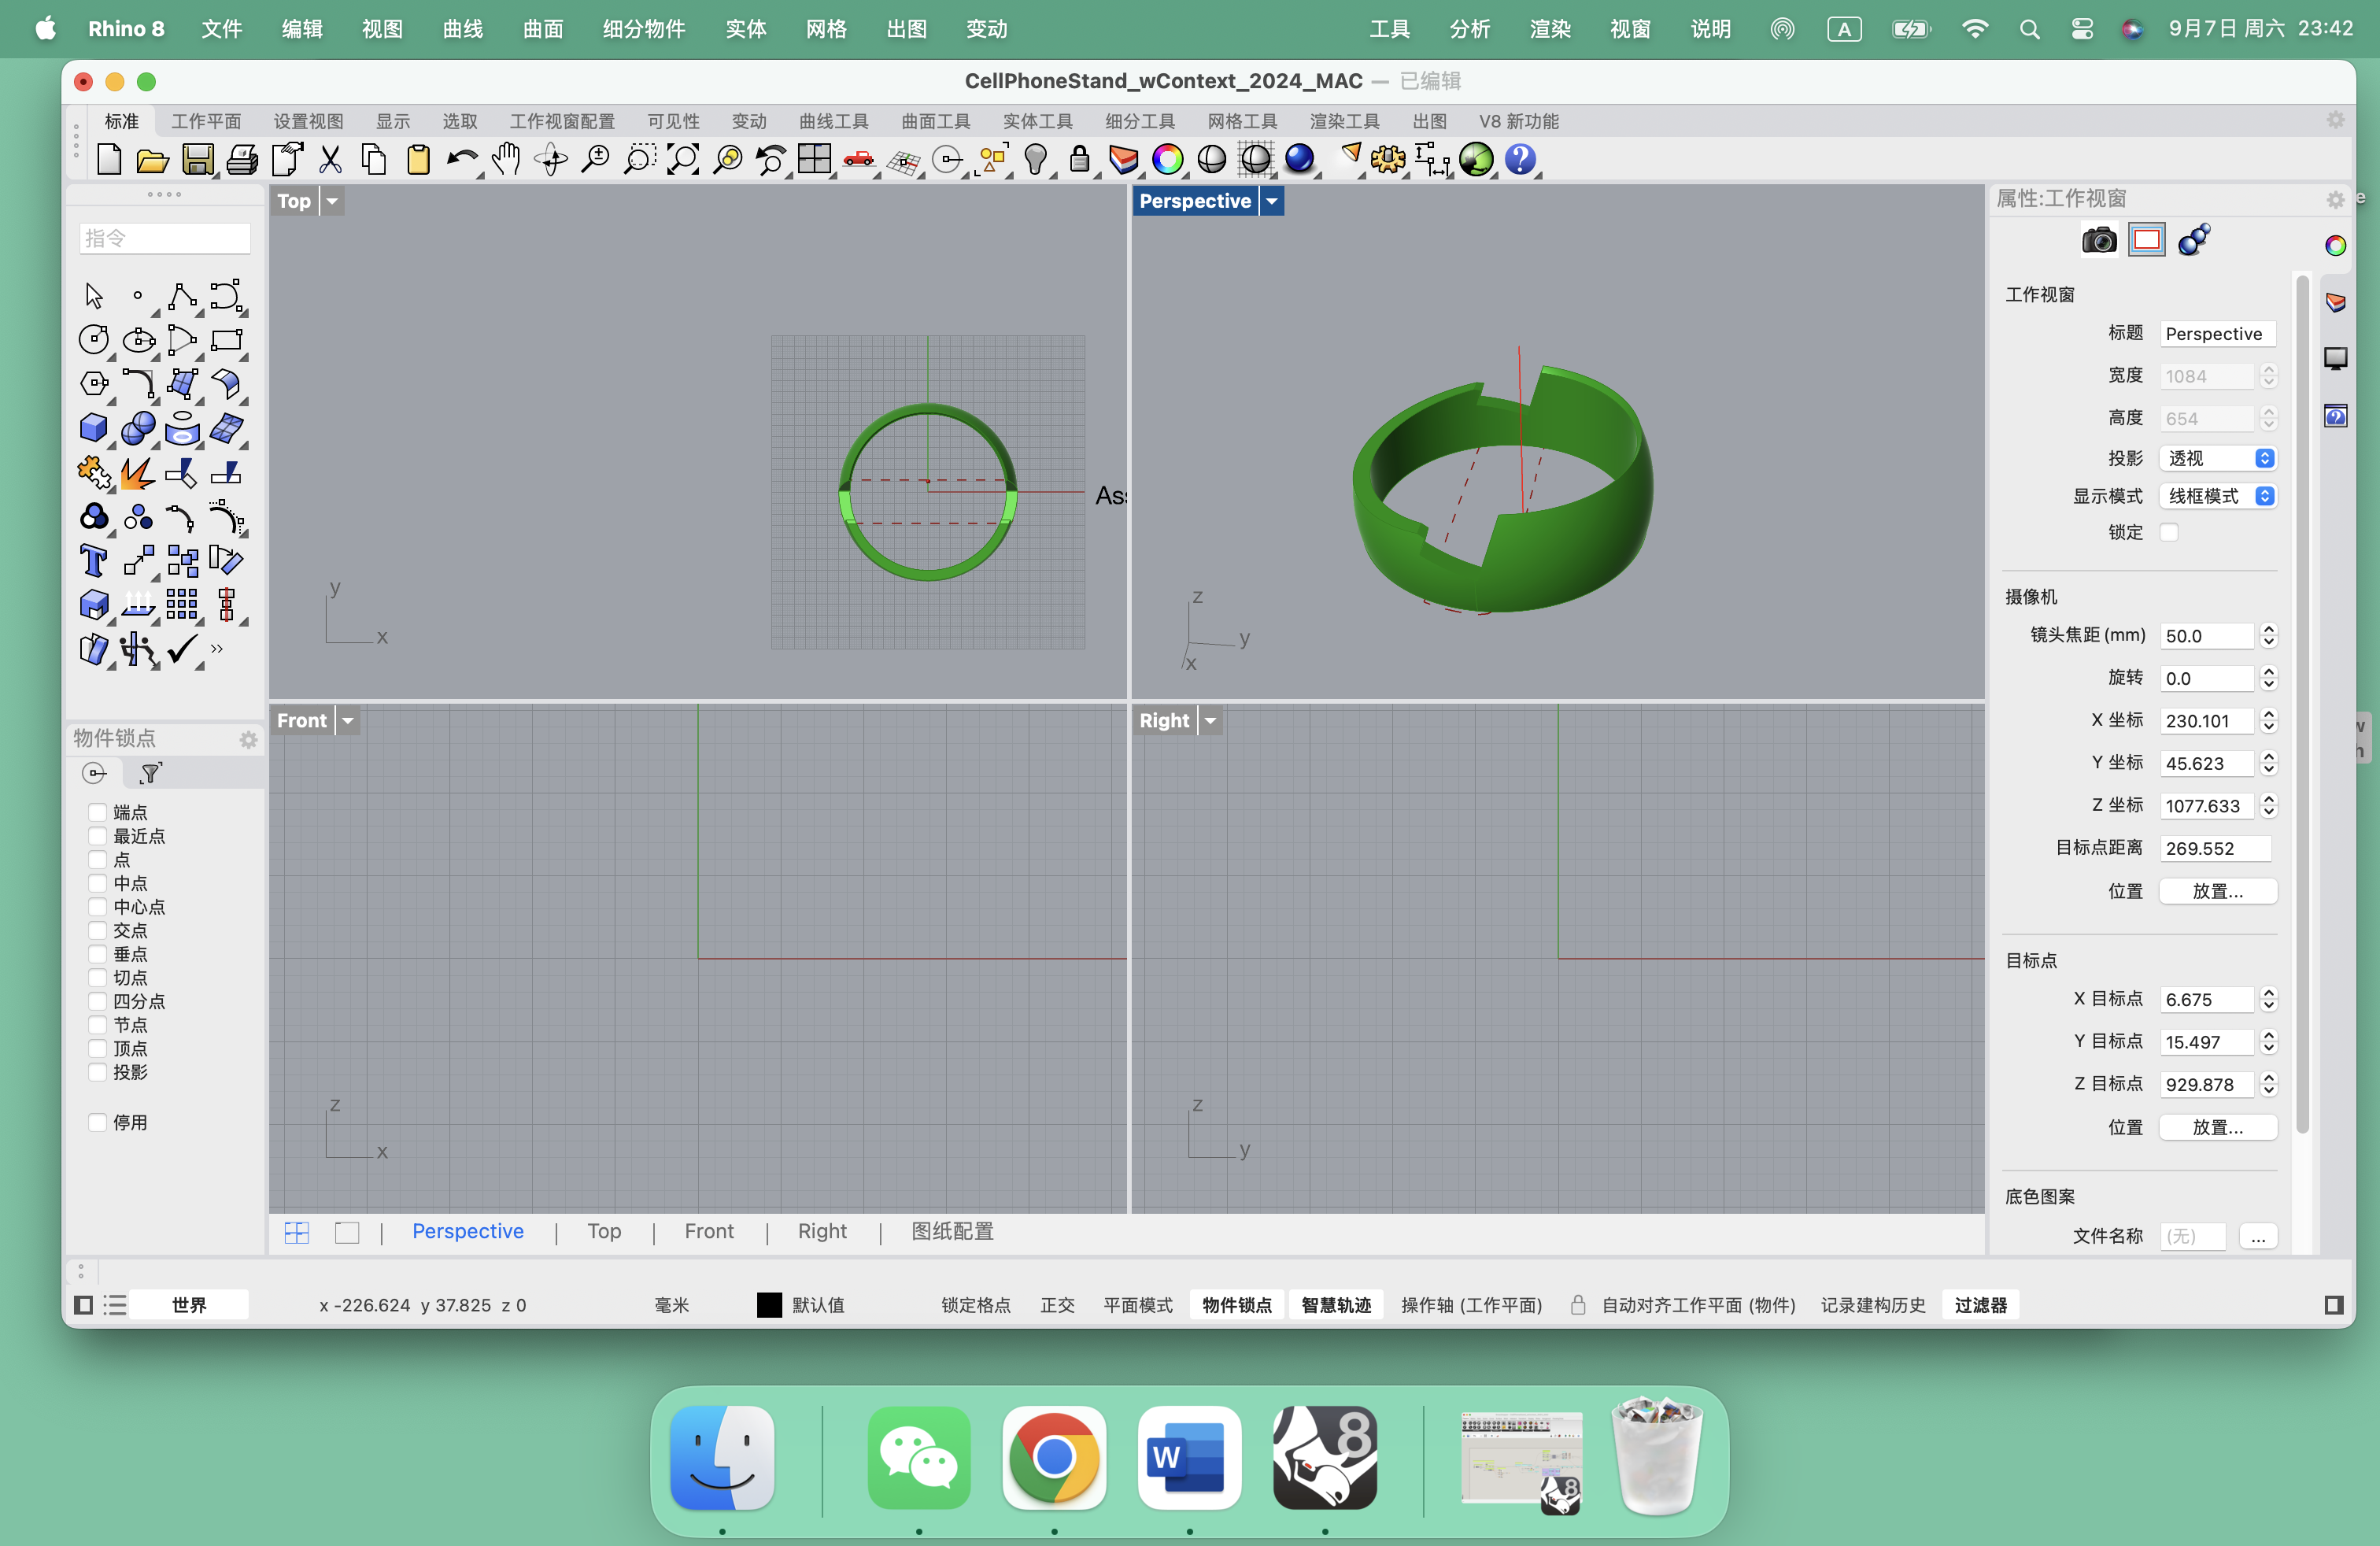 Rhino 8 文件 编辑 视图 曲线 曲面 细分物件 实体 网格 出图 变动 工具 分析 渲染 视窗 说明 A 9月7日 周六 23:42
CellPhoneStand_wContext_2024_MAC — 已编辑
标准 工作平面 设置视图 显示 选取 工作视窗配置 可见性 变动 曲线工具 曲面工具 实体工具 细分工具 网格工具 渲染工具 出图 V8 新功能
指令
Top
Perspective
Ass
y
x
z
y
x
Front
Right
z
x
z
y
物件锁点
端点
最近点
点
中点
中心点
交点
垂点
切点
四分点
节点
顶点
投影
停用
属性:工作视窗
工作视窗
标题 Perspective
宽度 1084
高度 654
投影 透视
显示模式 线框模式
锁定
摄像机
镜头焦距 (mm) 50.0
旋转 0.0
X 坐标 230.101
Y 坐标 45.623
Z 坐标 1077.633
目标点距离 269.552
位置 放置...
目标点
X 目标点 6.675
Y 目标点 15.497
Z 目标点 929.878
位置 放置...
底色图案
文件名称 (无) ...
Perspective | Top | Front | Right | 图纸配置
世界 x -226.624 y 37.825 z 0 毫米 默认值 锁定格点 正交 平面模式 物件锁点 智慧轨迹 操作轴 (工作平面) 自动对齐工作平面 (物件) 记录建构历史 过滤器
W
8
8